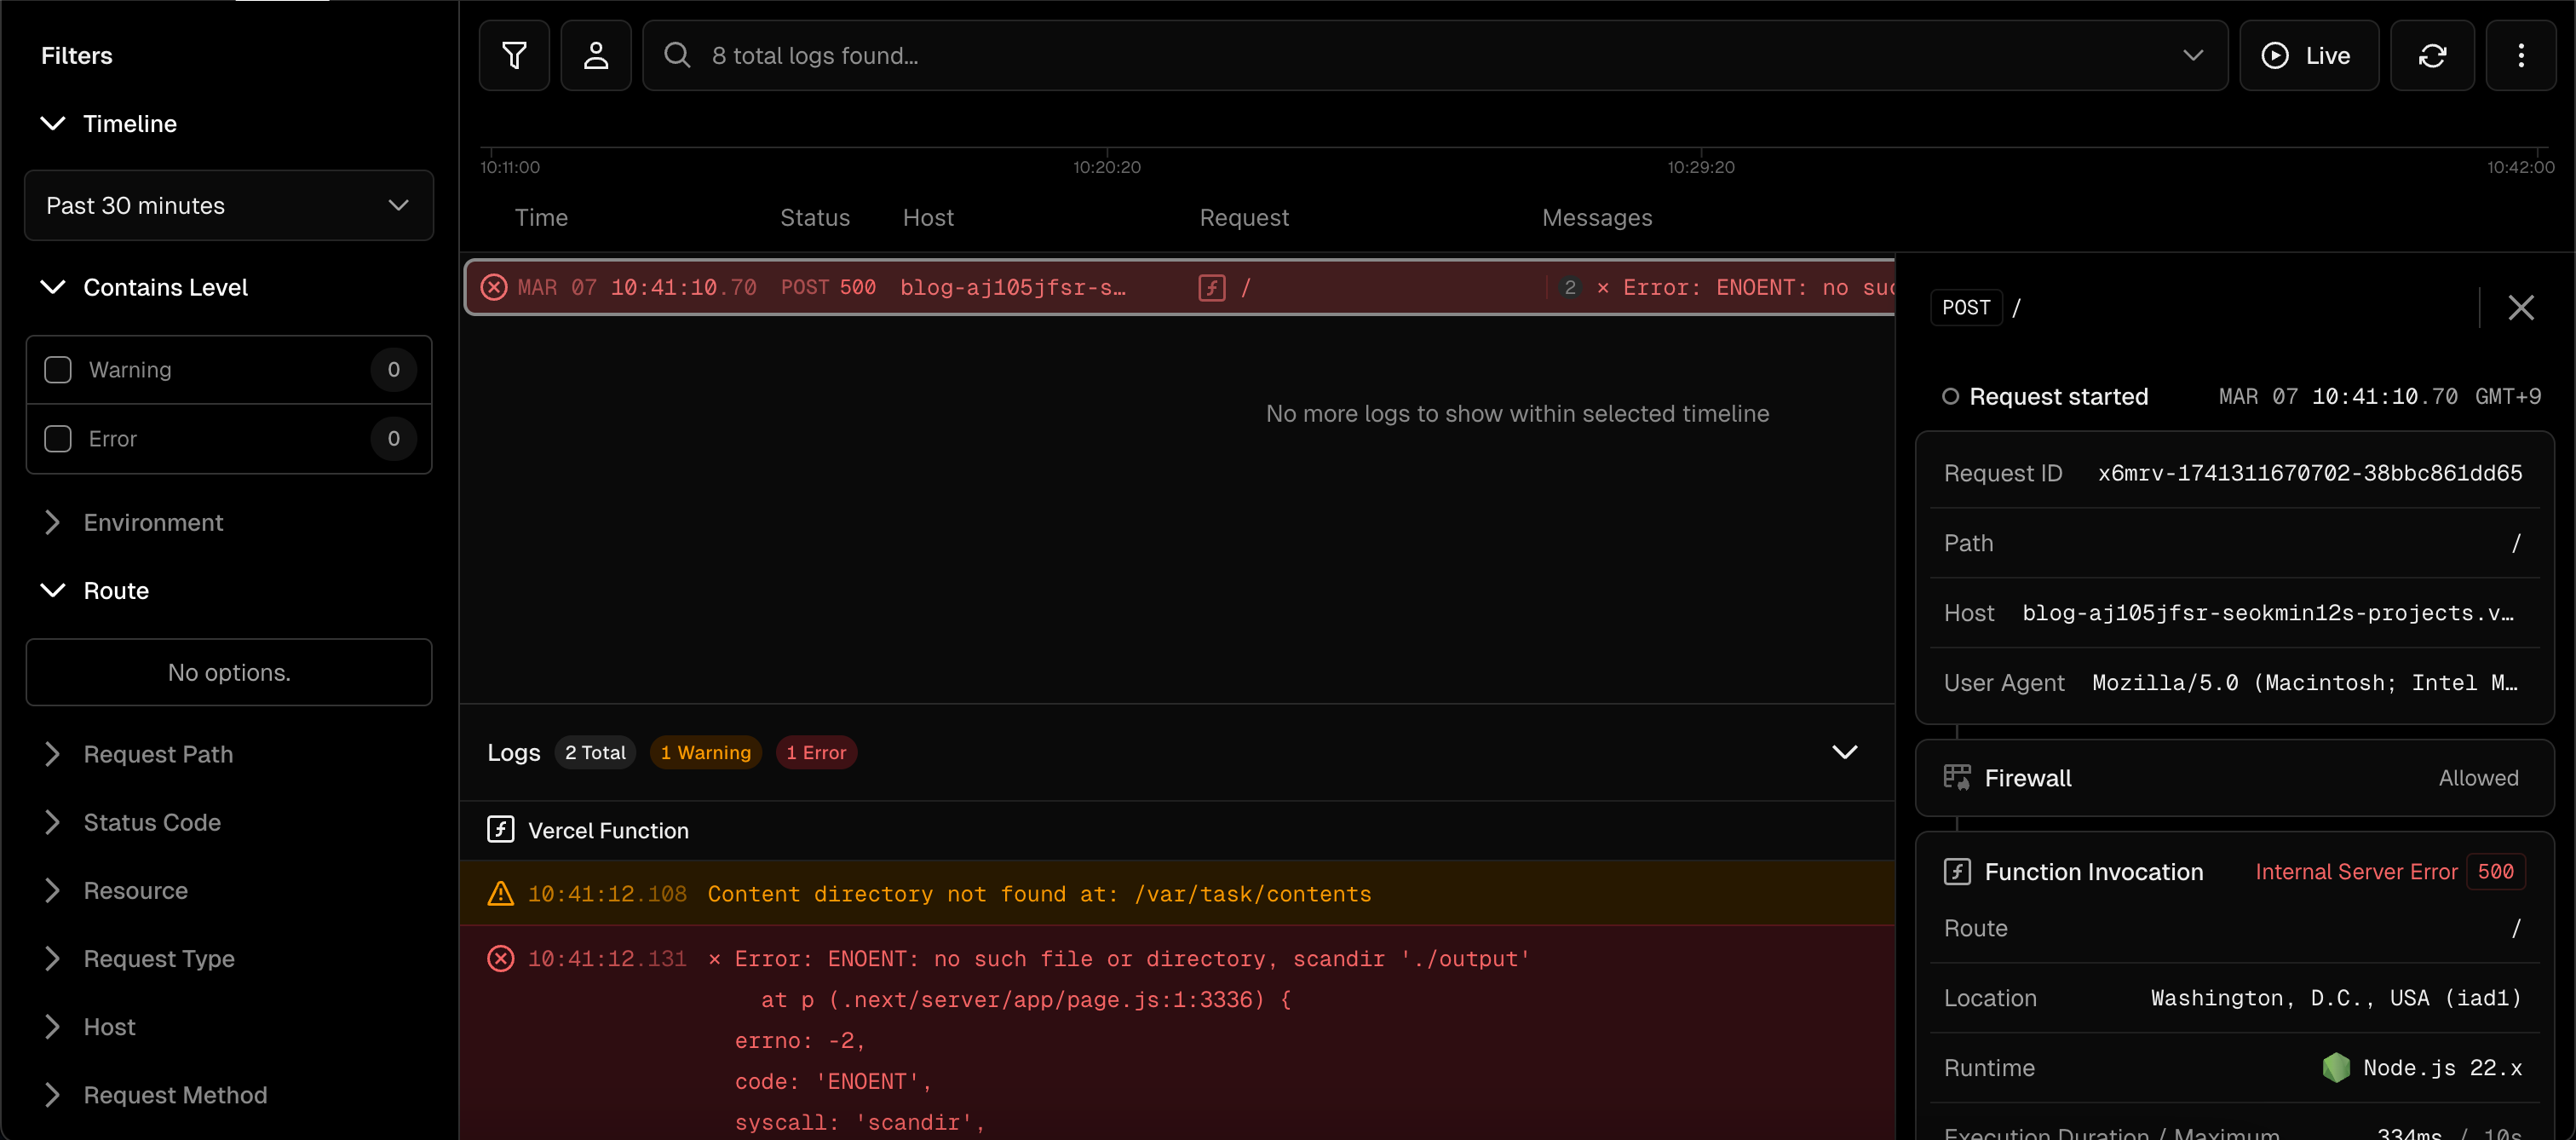 Filters
Timeline
Past 30 minutes
Contains Level
Warning 0
Error 0
Environment
Route
No options.
Request Path
Status Code
Resource
Request Type
Host
Request Method
8 total logs found...
Live
10:11:00 10:20:20 10:29:20 10:42:00
Time Status Host Request Messages
MAR 07 10:41:10.70 POST 500 blog-aj105jfsr-s… / 2 × Error: ENOENT: no suc
No more logs to show within selected timeline
Logs 2 Total 1 Warning 1 Error
Vercel Function
10:41:12.108 Content directory not found at: /var/task/contents
10:41:12.131 × Error: ENOENT: no such file or directory, scandir './output'
at p (.next/server/app/page.js:1:3336) {
errno: -2,
code: 'ENOENT',
syscall: 'scandir',
POST /
Request started MAR 07 10:41:10.70 GMT+9
Request ID x6mrv-1741311670702-38bbc861dd65
Path /
Host blog-aj105jfsr-seokmin12s-projects.v…
User Agent Mozilla/5.0 (Macintosh; Intel M…
Firewall Allowed
Function Invocation Internal Server Error 500
Route /
Location Washington, D.C., USA (iad1)
Runtime Node.js 22.x
Execution Duration / Maximum 334ms / 10s